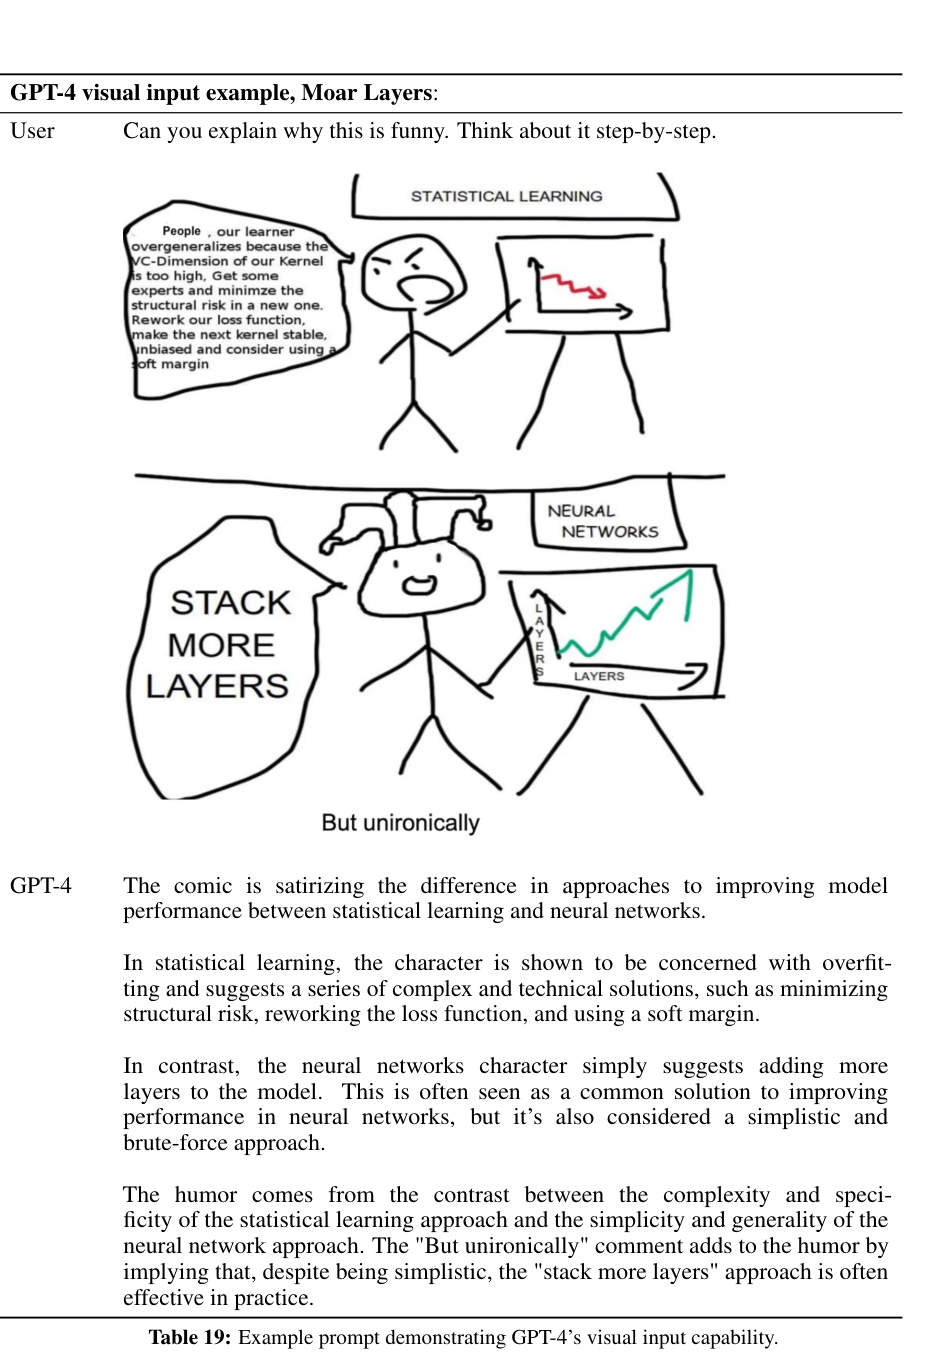 GPT-4 visual input example, Moar Layers:
User Can you explain why this is funny. Think about it step-by-step.
STATISTICAL LEARNING
People , our learner
overgeneralizes because the
VC-Dimension of our Kernel
is too high, Get some
experts and minimze the
structural risk in a new one.
Rework our loss function,
make the next kernel stable,
unbiased and consider using a
soft margin
NEURAL
NETWORKS
STACK
MORE
LAYERS
LAYERS
LAYERS
But unironically
GPT-4 The comic is satirizing the difference in approaches to improving model
performance between statistical learning and neural networks.
In statistical learning, the character is shown to be concerned with overfit-
ting and suggests a series of complex and technical solutions, such as minimizing
structural risk, reworking the loss function, and using a soft margin.
In contrast, the neural networks character simply suggests adding more
layers to the model. This is often seen as a common solution to improving
performance in neural networks, but it's also considered a simplistic and
brute-force approach.
The humor comes from the contrast between the complexity and speci-
ficity of the statistical learning approach and the simplicity and generality of the
neural network approach. The "But unironically" comment adds to the humor by
implying that, despite being simplistic, the "stack more layers" approach is often
effective in practice.
Table 19: Example prompt demonstrating GPT-4's visual input capability.